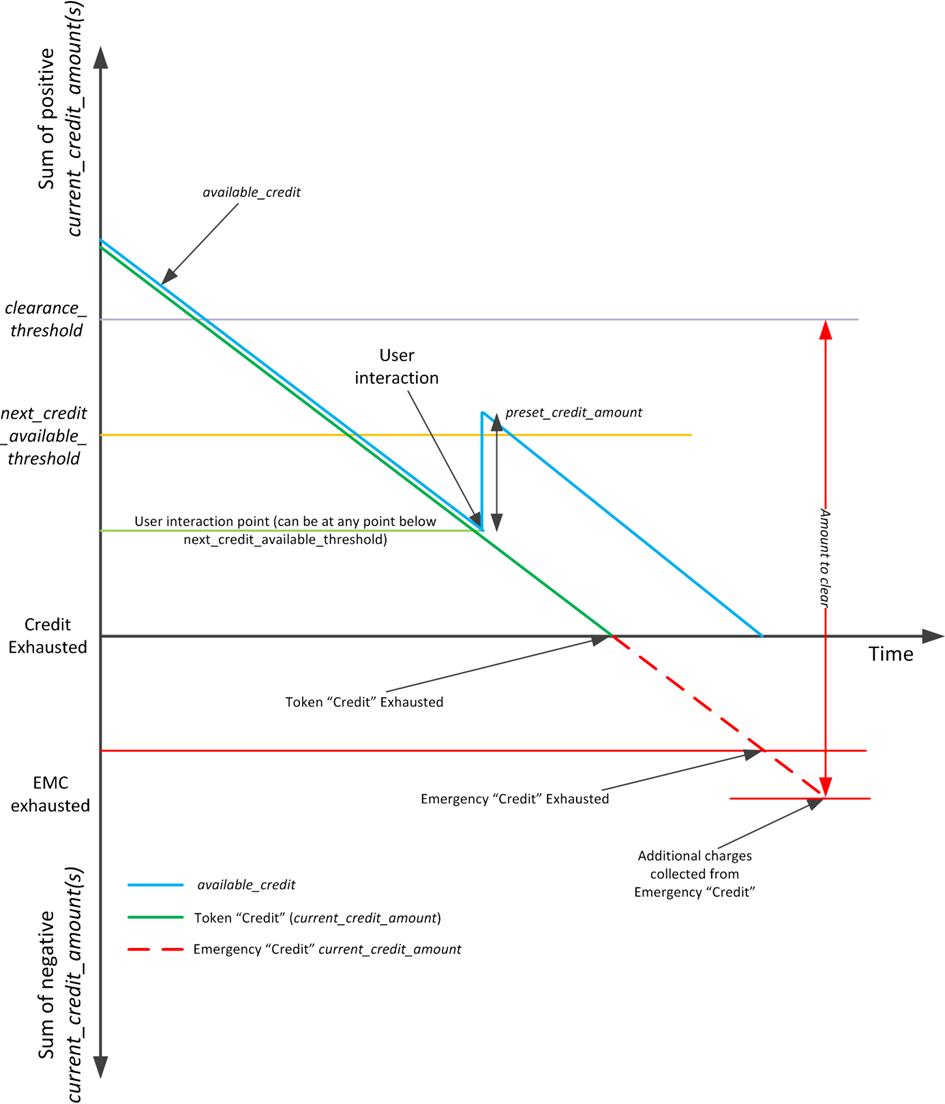 Sum of positive
current_credit_amount(s)
available_credit
clearance_
threshold
User
interaction
next_credit
_available_
threshold
preset_credit_amount
User interaction point (can be at any point below
next_credit_available_threshold)
Amount to clear
Credit
Exhausted
Time
Token “Credit” Exhausted
EMC
exhausted
Emergency “Credit” Exhausted
Additional charges
collected from
Emergency “Credit”
Sum of negative
current_credit_amount(s)
available_credit
Token “Credit” (current_credit_amount)
Emergency “Credit” current_credit_amount